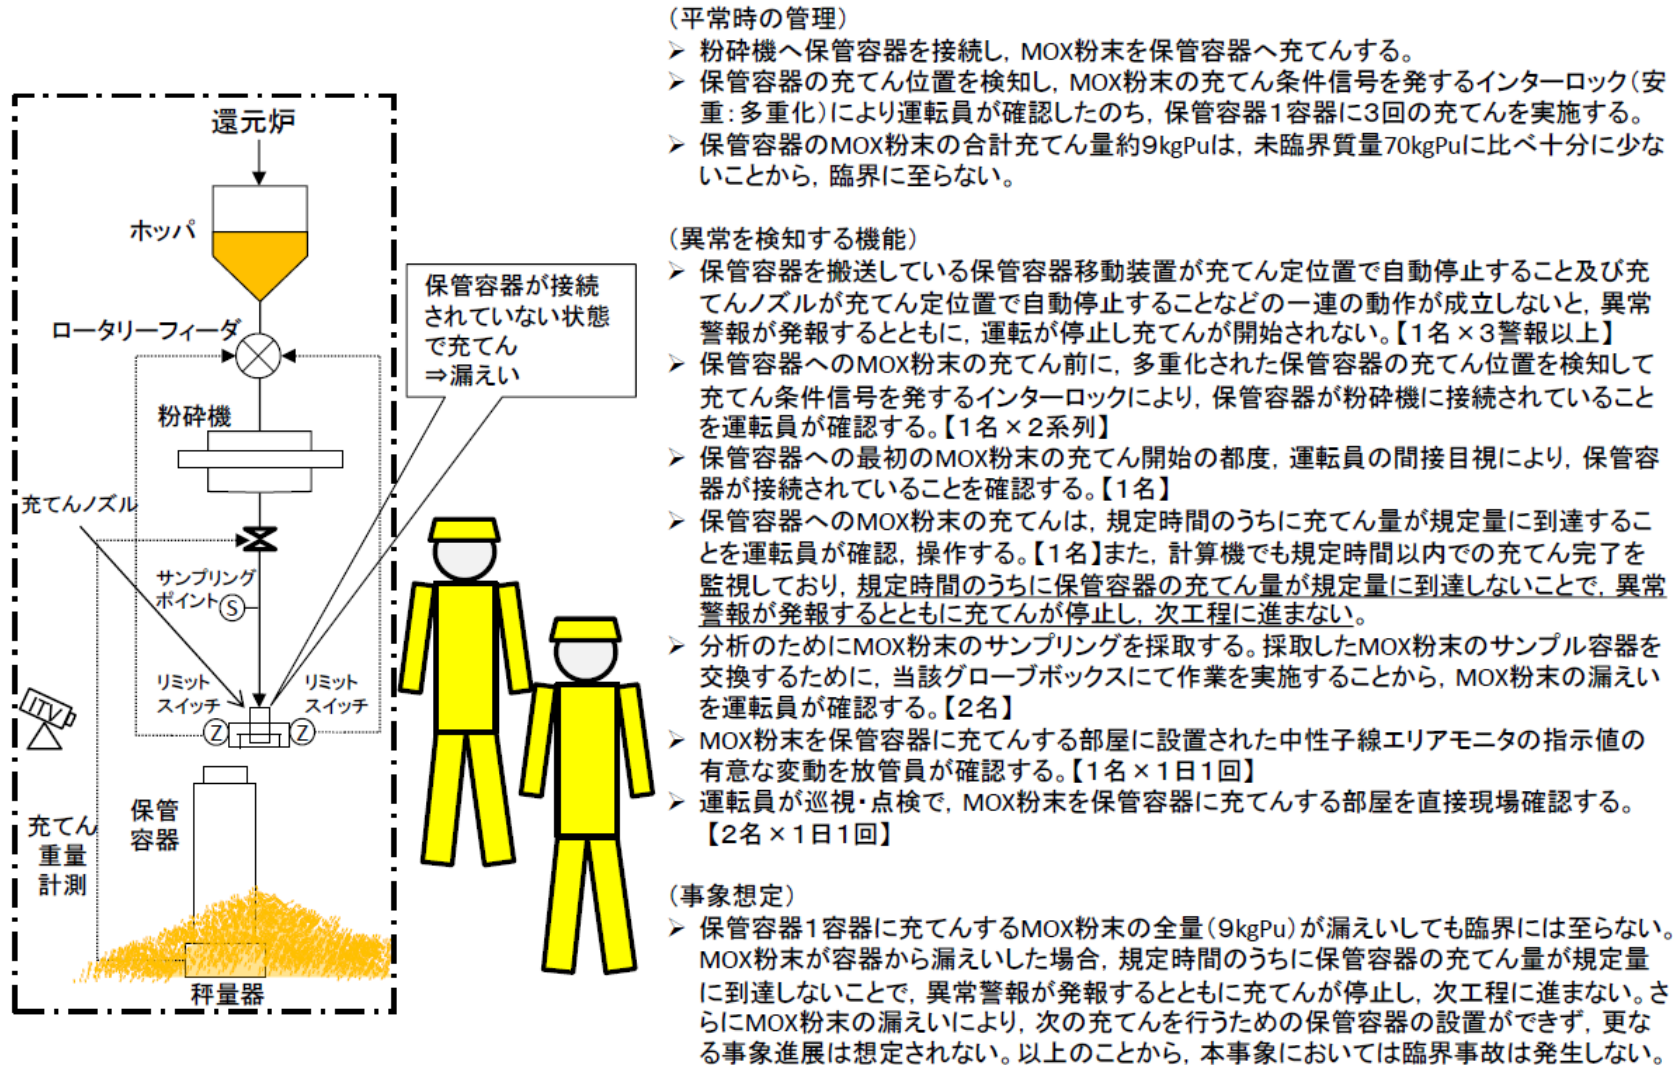 還元炉
ホッパ
ロータリーフィーダ
粉砕機
充てんノズル
サンプリング
ポイント
S
リミット
スイッチ
リミット
スイッチ
Z
Z
ITV
保管
容器
充てん
重量
計測
秤量器
保管容器が接続
されていない状態
で充てん
⇒漏えい
（平常時の管理）
➢ 粉砕機へ保管容器を接続し，MOX粉末を保管容器へ充てんする。
➢ 保管容器の充てん位置を検知し，MOX粉末の充てん条件信号を発するインターロック（安
重：多重化）により運転員が確認したのち，保管容器１容器に３回の充てんを実施する。
➢ 保管容器のMOX粉末の合計充てん量約９kgPuは，未臨界質量70kgPuに比べ十分に少な
いことから，臨界に至らない。
（異常を検知する機能）
➢ 保管容器を搬送している保管容器移動装置が充てん定位置で自動停止すること及び充
てんノズルが充てん定位置で自動停止することなどの一連の動作が成立しないと，異常
警報が発報するとともに，運転が停止し充てんが開始されない。【１名×３警報以上】
➢ 保管容器へのMOX粉末の充てん前に，多重化された保管容器の充てん位置を検知して
充てん条件信号を発するインターロックにより，保管容器が粉砕機に接続されていること
を運転員が確認する。【１名×２系列】
➢ 保管容器への最初のMOX粉末の充てん開始の都度，運転員の間接目視により，保管容
器が接続されていることを確認する。【１名】
➢ 保管容器へのMOX粉末の充てんは，規定時間のうちに充てん量が規定量に到達するこ
とを運転員が確認，操作する。【１名】また，計算機でも規定時間以内での充てん完了を
監視しており，規定時間のうちに保管容器の充てん量が規定量に到達しないことで，異常
警報が発報するとともに充てんが停止し，次工程に進まない。
➢ 分析のためにMOX粉末のサンプリングを採取する。採取したMOX粉末のサンプル容器を
交換するために，当該グローブボックスにて作業を実施することから，MOX粉末の漏えい
を運転員が確認する。【２名】
➢ MOX粉末を保管容器に充てんする部屋に設置された中性子線エリアモニタの指示値の
有意な変動を放管員が確認する。【１名×１日１回】
➢ 運転員が巡視・点検で，MOX粉末を保管容器に充てんする部屋を直接現場確認する。
【２名×１日１回】
（事象想定）
➢ 保管容器１容器に充てんするMOX粉末の全量（９kgPu）が漏えいしても臨界には至らない。
MOX粉末が容器から漏えいした場合，規定時間のうちに保管容器の充てん量が規定量
に到達しないことで，異常警報が発報するとともに充てんが停止し，次工程に進まない。さ
らにMOX粉末の漏えいにより，次の充てんを行うための保管容器の設置ができず，更な
る事象進展は想定されない。以上のことから，本事象においては臨界事故は発生しない。